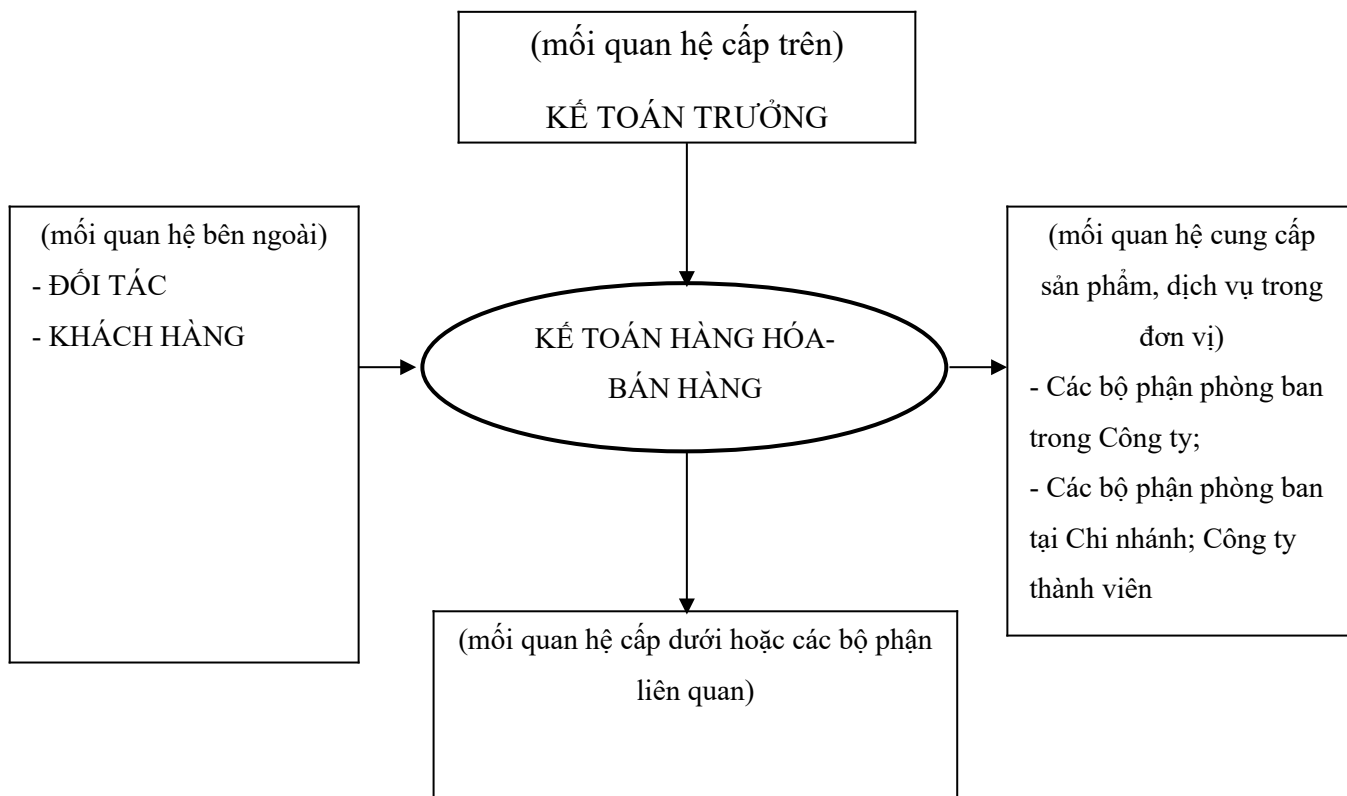 (mối quan hệ cấp trên)
KẾ TOÁN TRƯỞNG
(mối quan hệ bên ngoài)
- ĐỐI TÁC
- KHÁCH HÀNG
KẾ TOÁN HÀNG HÓA-
BÁN HÀNG
(mối quan hệ cung cấp
sản phẩm, dịch vụ trong
đơn vị)
- Các bộ phận phòng ban
trong Công ty;
- Các bộ phận phòng ban
tại Chi nhánh; Công ty
thành viên
(mối quan hệ cấp dưới hoặc các bộ phận
liên quan)